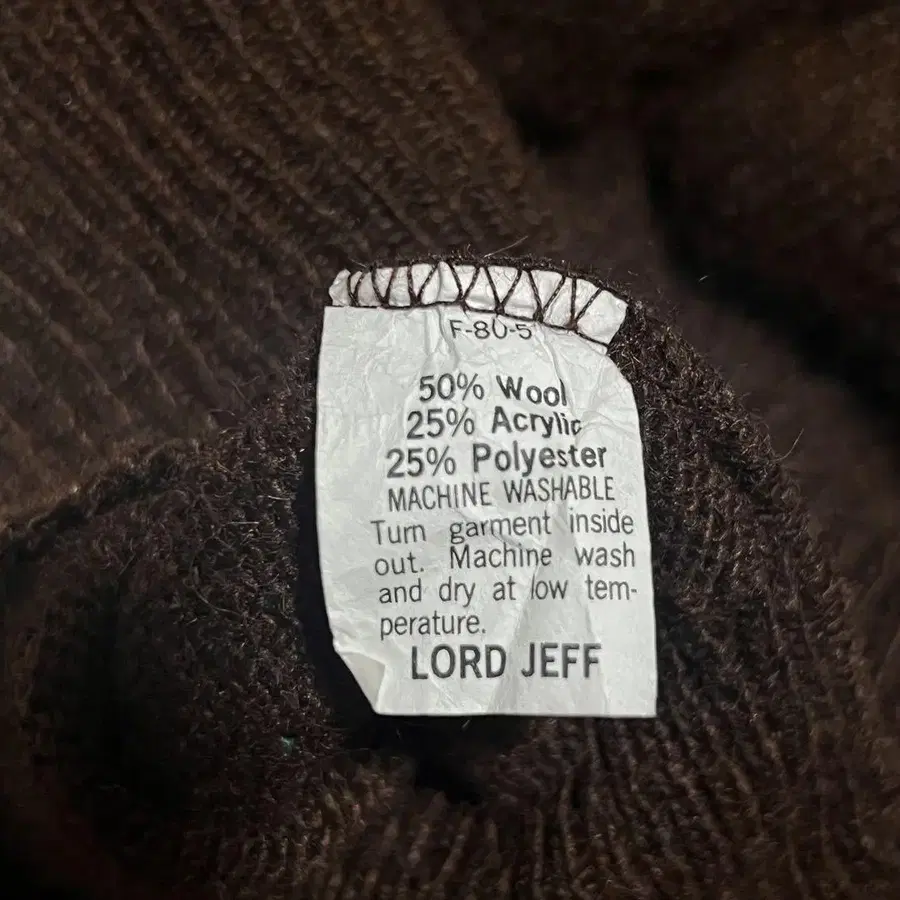 F-80-5
50% Wool
25% Acrylic
25% Polyester
MACHINE WASHABLE
Turn garment inside
out. Machine wash
and dry at low tem-
perature.
LORD JEFF